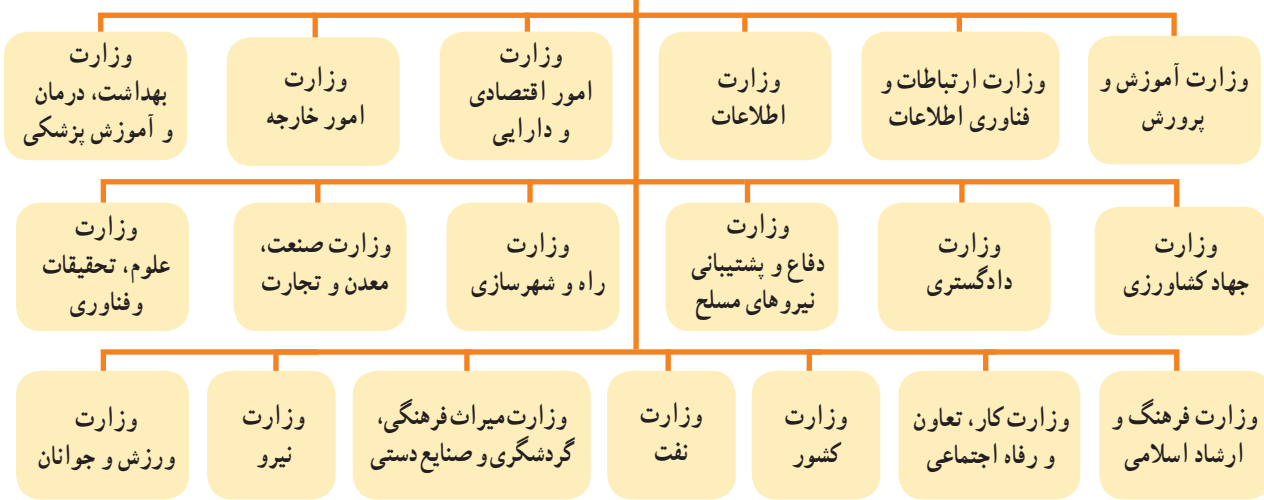 وزارت آموزش و
پرورش
وزارت ارتباطات و
فناوری اطلاعات
وزارت
اطلاعات
وزارت
امور اقتصادی
و دارایی
وزارت
امور خارجه
وزارت
بهداشت، درمان
و آموزش پزشکی
وزارت
جهاد کشاورزی
وزارت
دادگستری
وزارت
دفاع و پشتیبانی
نیروهای مسلح
وزارت
راه و شهرسازی
وزارت صنعت،
معدن و تجارت
وزارت
علوم، تحقیقات
وفناوری
وزارت فرهنگ و
ارشاد اسلامی
وزارت کار، تعاون
و رفاه اجتماعی
وزارت
کشور
وزارت
نفت
وزارت میراث فرهنگی،
گردشگری و صنایع دستی
وزارت
نیرو
وزارت
ورزش و جوانان